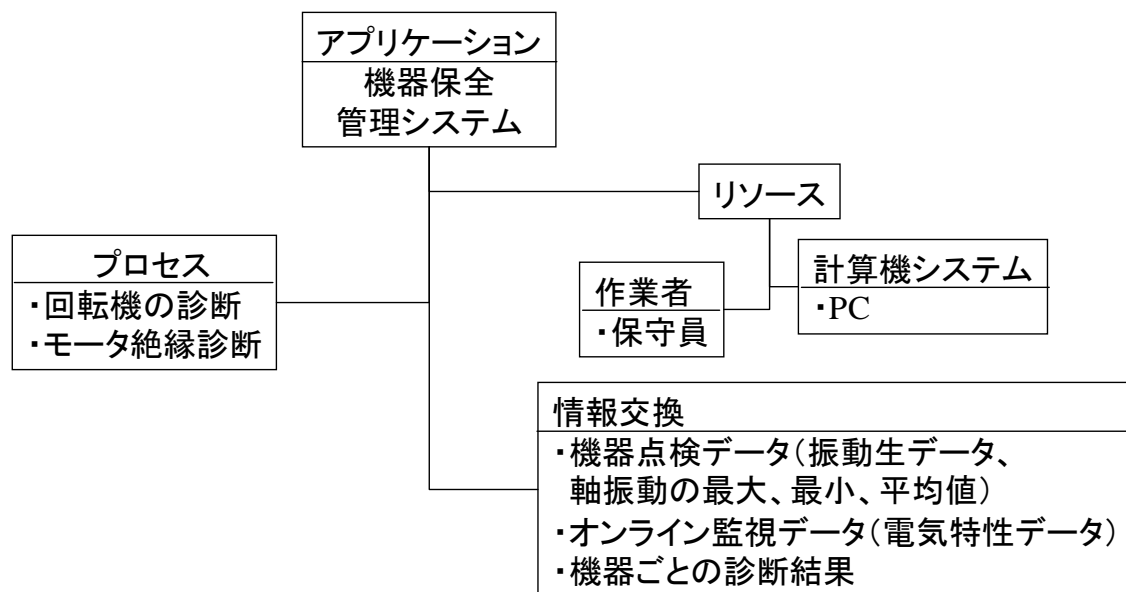 アプリケーション
機器保全
管理システム
リソース
プロセス
・回転機の診断
・モータ絶縁診断
作業者
・保守員
計算機システム
・PC
情報交換
・機器点検データ(振動生データ、
軸振動の最大、最小、平均値)
・オンライン監視データ(電気特性データ)
・機器ごとの診断結果